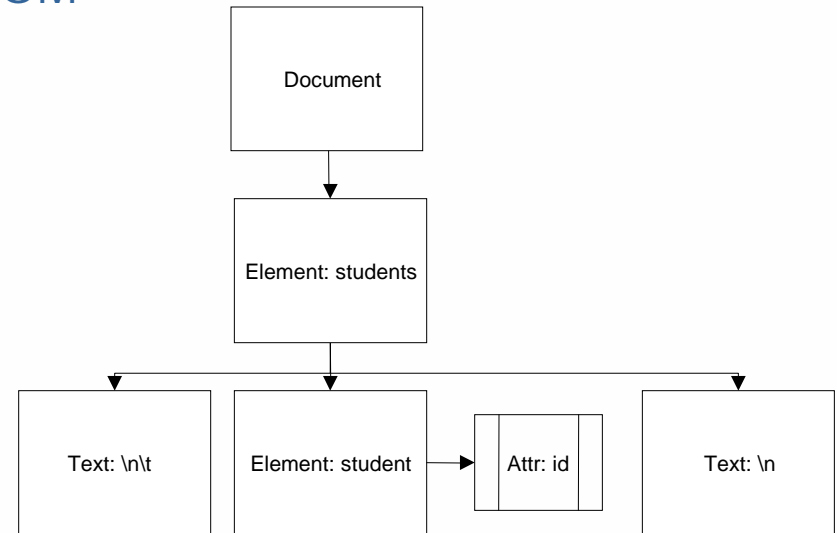 Document
Element: students
Text: \n\t
Element: student
Attr: id
Text: \n